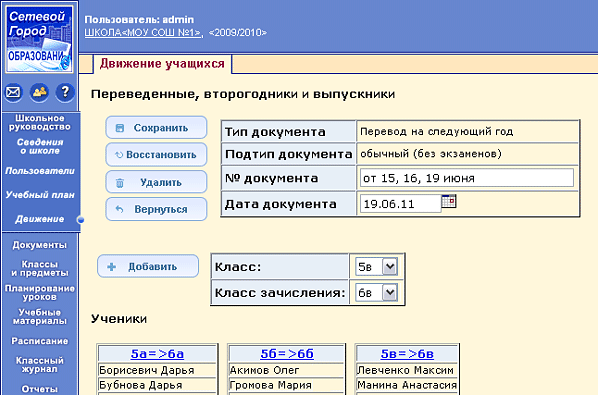 Сетевой
Город
ОБРАЗОВАНИ
Пользователь: admin
ШКОЛА<МОУ СОШ №1>, <2009/2010>
Движение учащихся
Школьное
руководство
Сведения
о школе
Пользователи
Учебный план
Движение
Документы
Классы
и предметы
Планирование
уроков
Учебные
материалы
Расписание
Классный
журнал
Отчеты
Переведенные, второгодники и выпускники
Сохранить
Восстановить
Удалить
Вернуться
Тип документа Перевод на следующий год
Подтип документа обычный (без экзаменов)
№ документа от 15, 16, 19 июня
Дата документа 19.06.11
Добавить
Класс: 5в
Класс зачисления: 6в
Ученики
5а=>6а 5б=>6б 5в=>6в
Борисевич Дарья Акимов Олег Левченко Максим
Бубнова Дарья Громова Мария Манина Анастасия